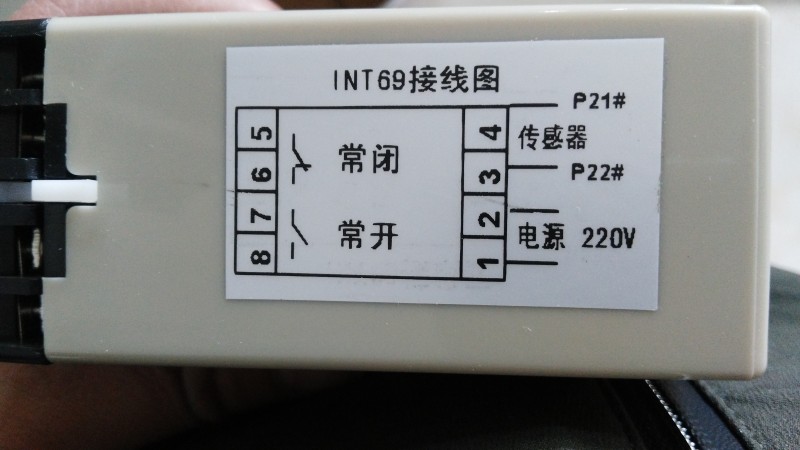 INT69接线图
5 4 P21#
传感器
6 常闭 3 P22#
7 2
常开 电源 220V
8 1